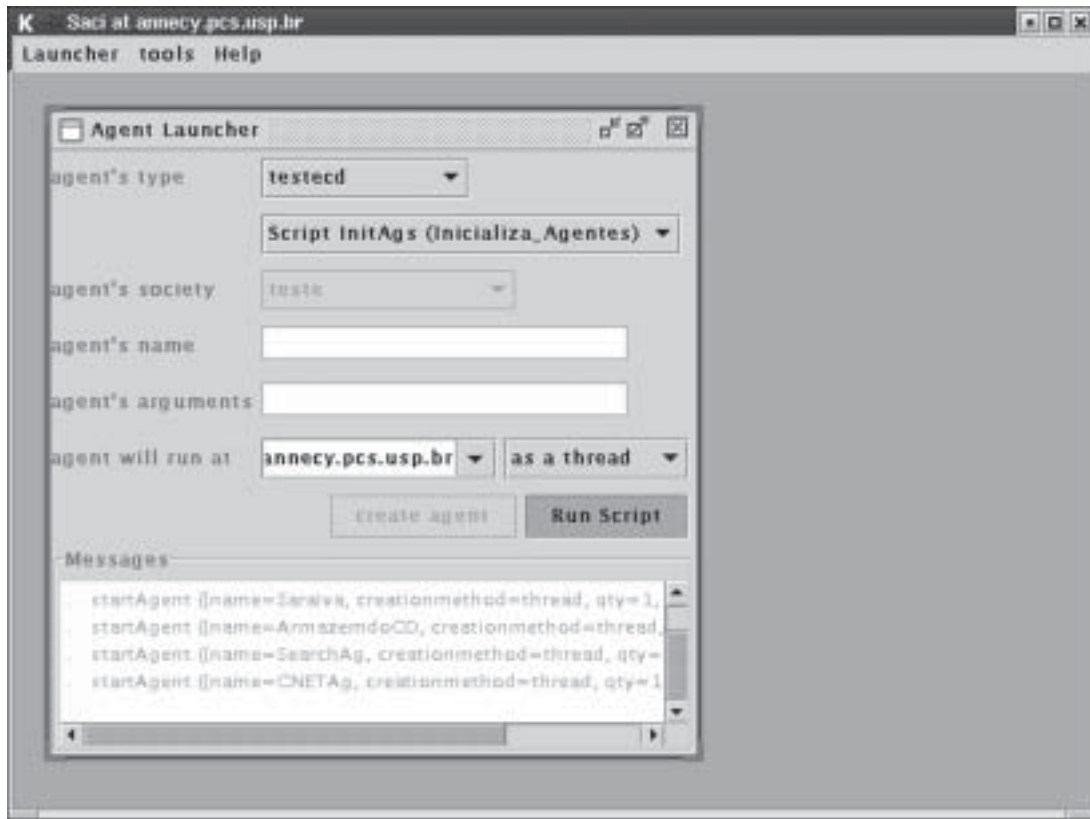 K Saci at annecy.pcs.usp.br
Launcher tools Help
Agent Launcher
agent's type testecd
Script InitAgs (Inicializa_Agentes)
agent's society teste
agent's name
agent's arguments
agent will run at annecy.pcs.usp.br as a thread
create agent Run Script
Messages
startAgent ([name=Saraiva, creationmethod=thread, qty=1,
startAgent ([name=ArmazemdoCD, creationmethod=thread,
startAgent ([name=SearchAg, creationmethod=thread, qty=
startAgent ([name=CNETAg, creationmethod=thread, qty=1